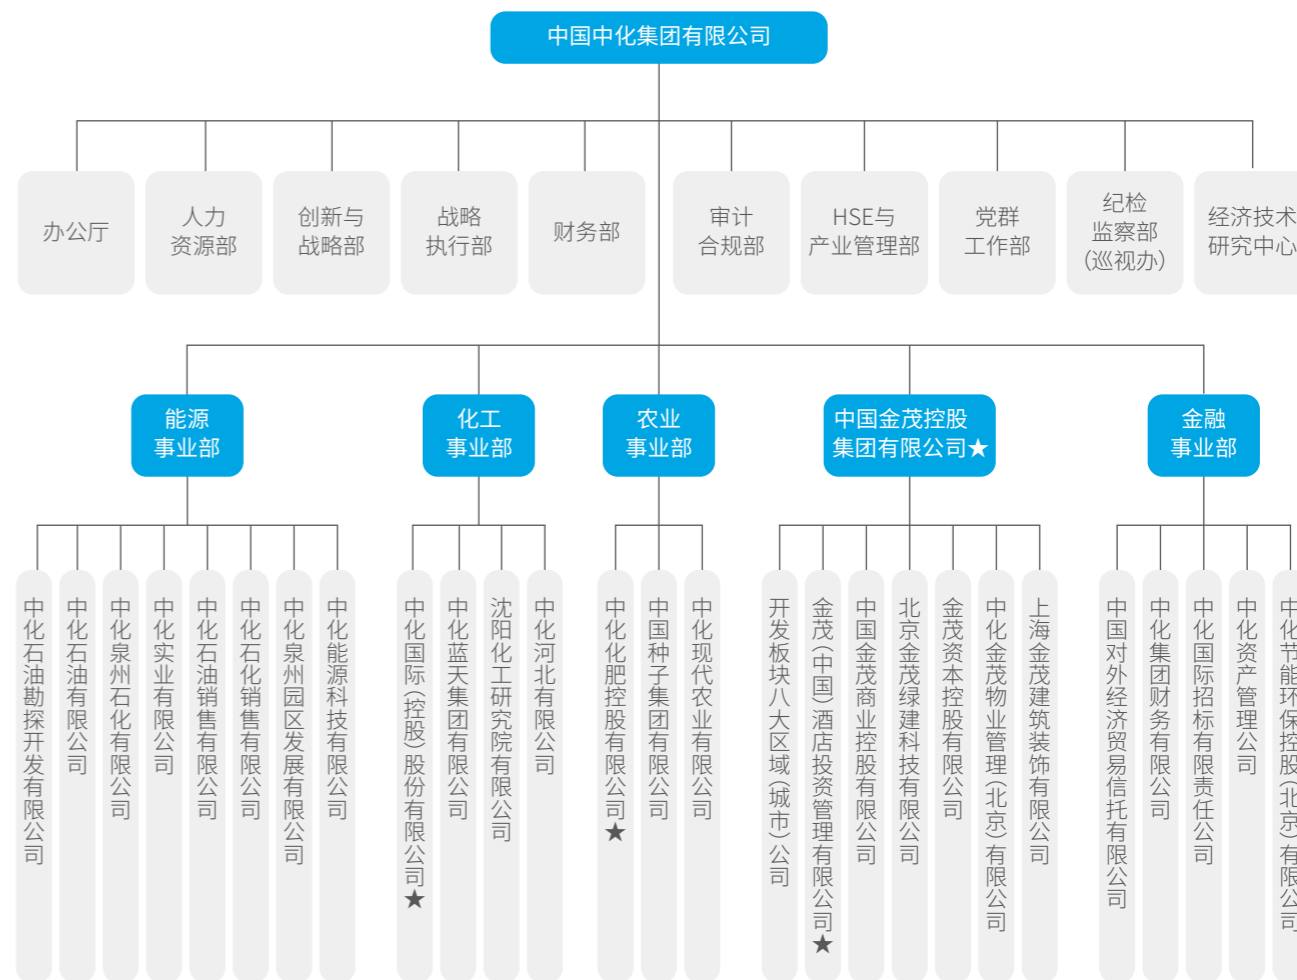 中国中化集团有限公司
办公厅
人力
资源部
创新与
战略部
战略
执行部
财务部
审计
合规部
HSE与
产业管理部
党群
工作部
纪检
监察部
(巡视办)
经济技术
研究中心
能源
事业部
化工
事业部
农业
事业部
中国金茂控股
集团有限公司★
金融
事业部
中化石油勘探开发有限公司
中化石油有限公司
中化泉州石化有限公司
中化实业有限公司
中化石油销售有限公司
中化石化销售有限公司
中化泉州园区发展有限公司
中化能源科技有限公司
中化国际(控股)股份有限公司★
中化蓝天集团有限公司
沈阳化工研究院有限公司
中化河北有限公司
中化化肥控股有限公司★
中国种子集团有限公司
中化现代农业有限公司
开发板块八大区域(城市)公司
金茂(中国)酒店投资管理有限公司★
中国金茂商业控股有限公司
北京金茂绿建科技有限公司
金茂资本控股有限公司
中化金茂物业管理(北京)有限公司
上海金茂建筑装饰有限公司
中国对外经济贸易信托有限公司
中化集团财务有限公司
中化国际招标有限责任公司
中化资产管理公司
中化节能环保控股(北京)有限公司